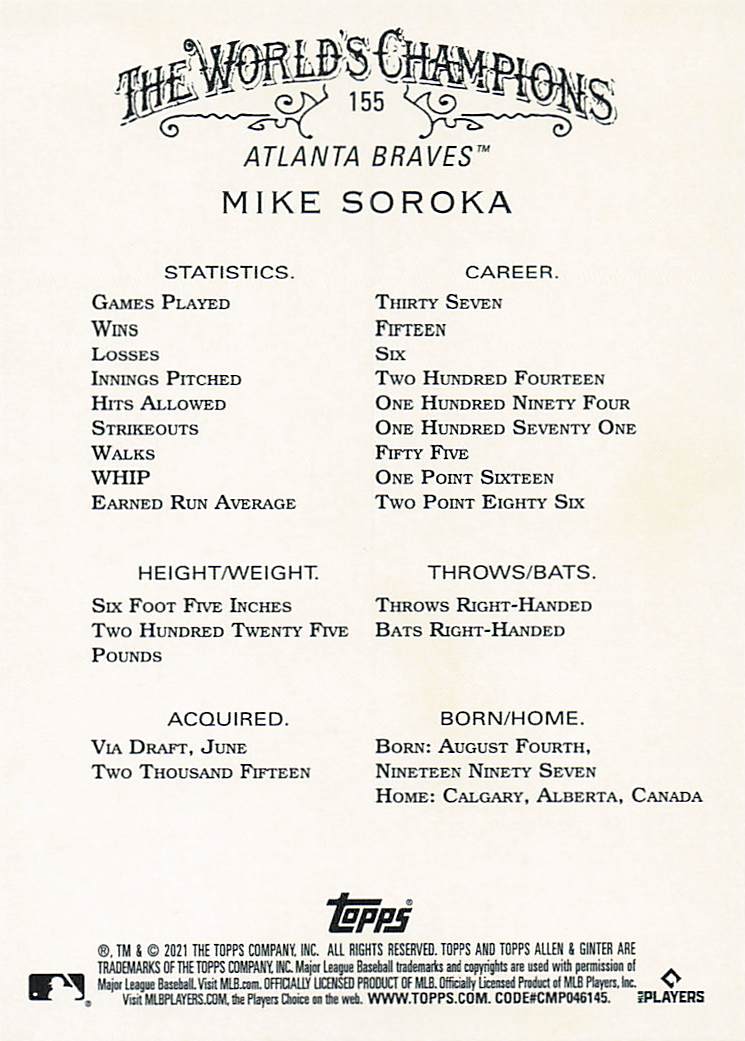 THE WORLD'S CHAMPIONS
155
ATLANTA BRAVES™
MIKE SOROKA
STATISTICS. CAREER.
GAMES PLAYED THIRTY SEVEN
WINS FIFTEEN
LOSSES SIX
INNINGS PITCHED TWO HUNDRED FOURTEEN
HITS ALLOWED ONE HUNDRED NINETY FOUR
STRIKEOUTS ONE HUNDRED SEVENTY ONE
WALKS FIFTY FIVE
WHIP ONE POINT SIXTEEN
EARNED RUN AVERAGE TWO POINT EIGHTY SIX
HEIGHT/WEIGHT. THROWS/BATS.
SIX FOOT FIVE INCHES THROWS RIGHT-HANDED
TWO HUNDRED TWENTY FIVE BATS RIGHT-HANDED
POUNDS
ACQUIRED. BORN/HOME.
VIA DRAFT, JUNE BORN: AUGUST FOURTH,
TWO THOUSAND FIFTEEN NINETEEN NINETY SEVEN
HOME: CALGARY, ALBERTA, CANADA
TOPPS®
®, TM & © 2021 THE TOPPS COMPANY, INC. ALL RIGHTS RESERVED. TOPPS AND TOPPS ALLEN & GINTER ARE
TRADEMARKS OF THE TOPPS COMPANY, INC. Major League Baseball trademarks and copyrights are used with permission of
Major League Baseball. Visit MLB.com. OFFICIALLY LICENSED PRODUCT OF MLB. Officially Licensed Product of MLB Players, Inc.
Visit MLBPLAYERS.COM, the Players Choice on the web. WWW.TOPPS.COM. CODE#CMP046145.
MLB PLAYERS